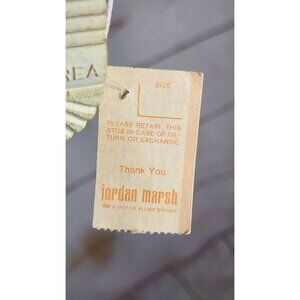 REA
SIZE
PLEASE RETAIN THIS
STUB IN CASE OF RE-
TURN OR EXCHANGE.
Thank You
jordan marsh
A UNIT OF ALLIED STORES